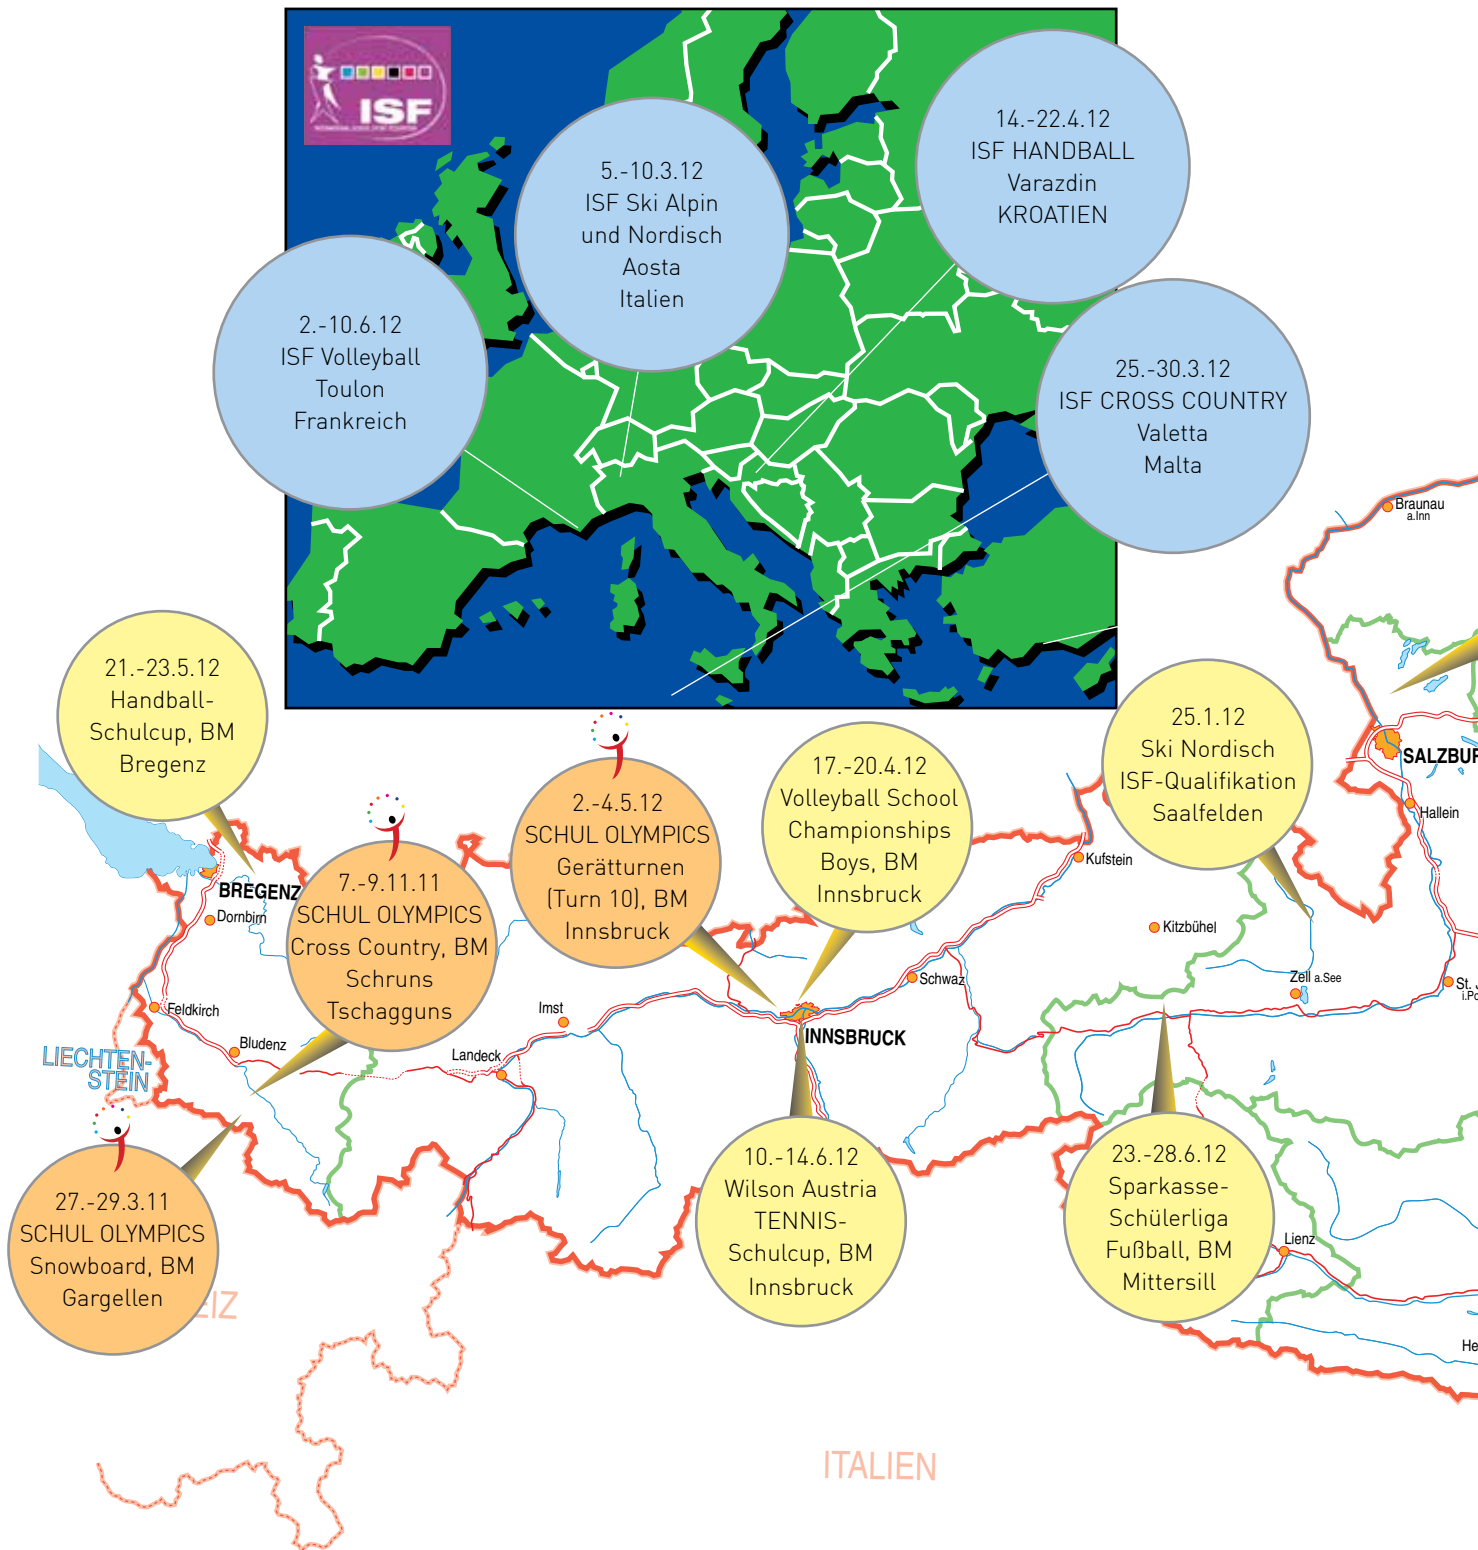 ISF
14.-22.4.12
ISF HANDBALL
Varazdin
KROATIEN
5.-10.3.12
ISF Ski Alpin
und Nordisch
Aosta
Italien
2.-10.6.12
ISF Volleyball
Toulon
Frankreich
25.-30.3.12
ISF CROSS COUNTRY
Valetta
Malta
Braunau
a.Inn
21.-23.5.12
Handball-
Schulcup, BM
Bregenz
25.1.12
Ski Nordisch
ISF-Qualifikation
Saalfelden
SALZBUR
Hallein
17.-20.4.12
Volleyball School
Championships
Boys, BM
Innsbruck
2.-4.5.12
SCHUL OLYMPICS
Gerätturnen
(Turn 10), BM
Innsbruck
7.-9.11.11
SCHUL OLYMPICS
Cross Country, BM
Schruns
Tschagguns
BREGENZ
Dornbirn
Kufstein
Kitzbühel
Schwaz
Zell a.See
St. J
i.Po
Feldkirch
Imst
INNSBRUCK
Bludenz
Landeck
LIECHTEN-
STEIN
27.-29.3.11
SCHUL OLYMPICS
Snowboard, BM
Gargellen
EIZ
10.-14.6.12
Wilson Austria
TENNIS-
Schulcup, BM
Innsbruck
23.-28.6.12
Sparkasse-
Schülerliga
Fußball, BM
Mittersill
Lienz
He
ITALIEN